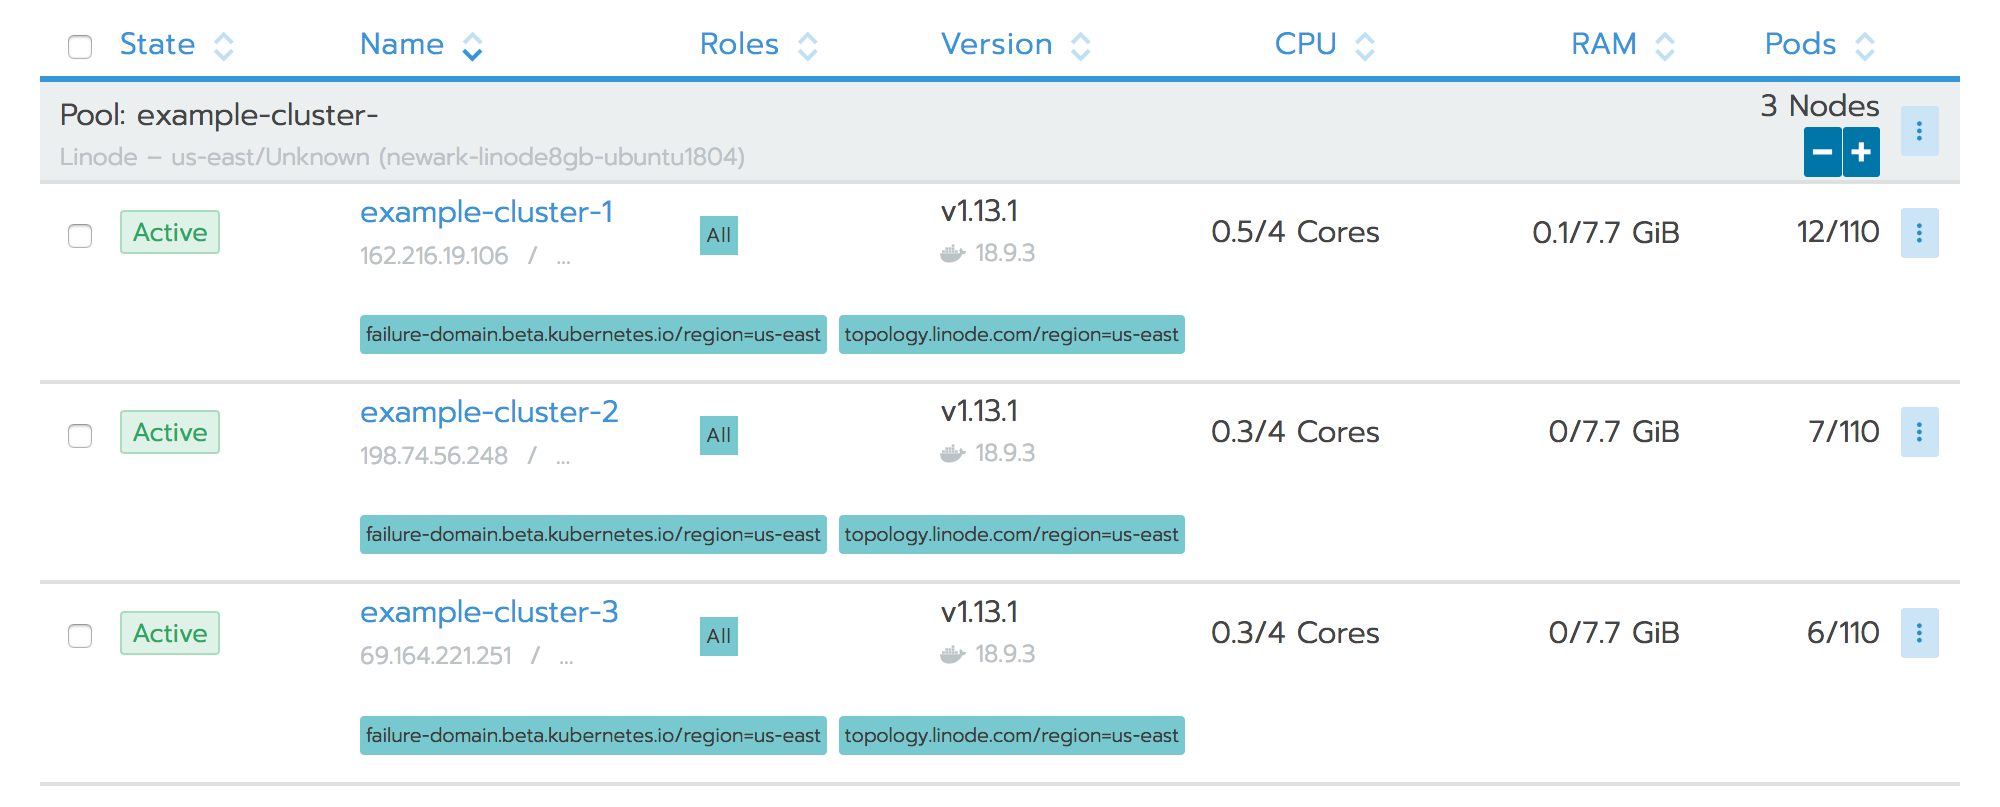 State Name Roles Version CPU RAM Pods
Pool: example-cluster- 3 Nodes
Linode – us-east/Unknown (newark-linode8gb-ubuntu1804)
Active example-cluster-1 All v1.13.1 0.5/4 Cores 0.1/7.7 GiB 12/110
162.216.19.106 / ... 18.9.3
failure-domain.beta.kubernetes.io/region=us-east topology.linode.com/region=us-east
Active example-cluster-2 All v1.13.1 0.3/4 Cores 0/7.7 GiB 7/110
198.74.56.248 / ... 18.9.3
failure-domain.beta.kubernetes.io/region=us-east topology.linode.com/region=us-east
Active example-cluster-3 All v1.13.1 0.3/4 Cores 0/7.7 GiB 6/110
69.164.221.251 / ... 18.9.3
failure-domain.beta.kubernetes.io/region=us-east topology.linode.com/region=us-east